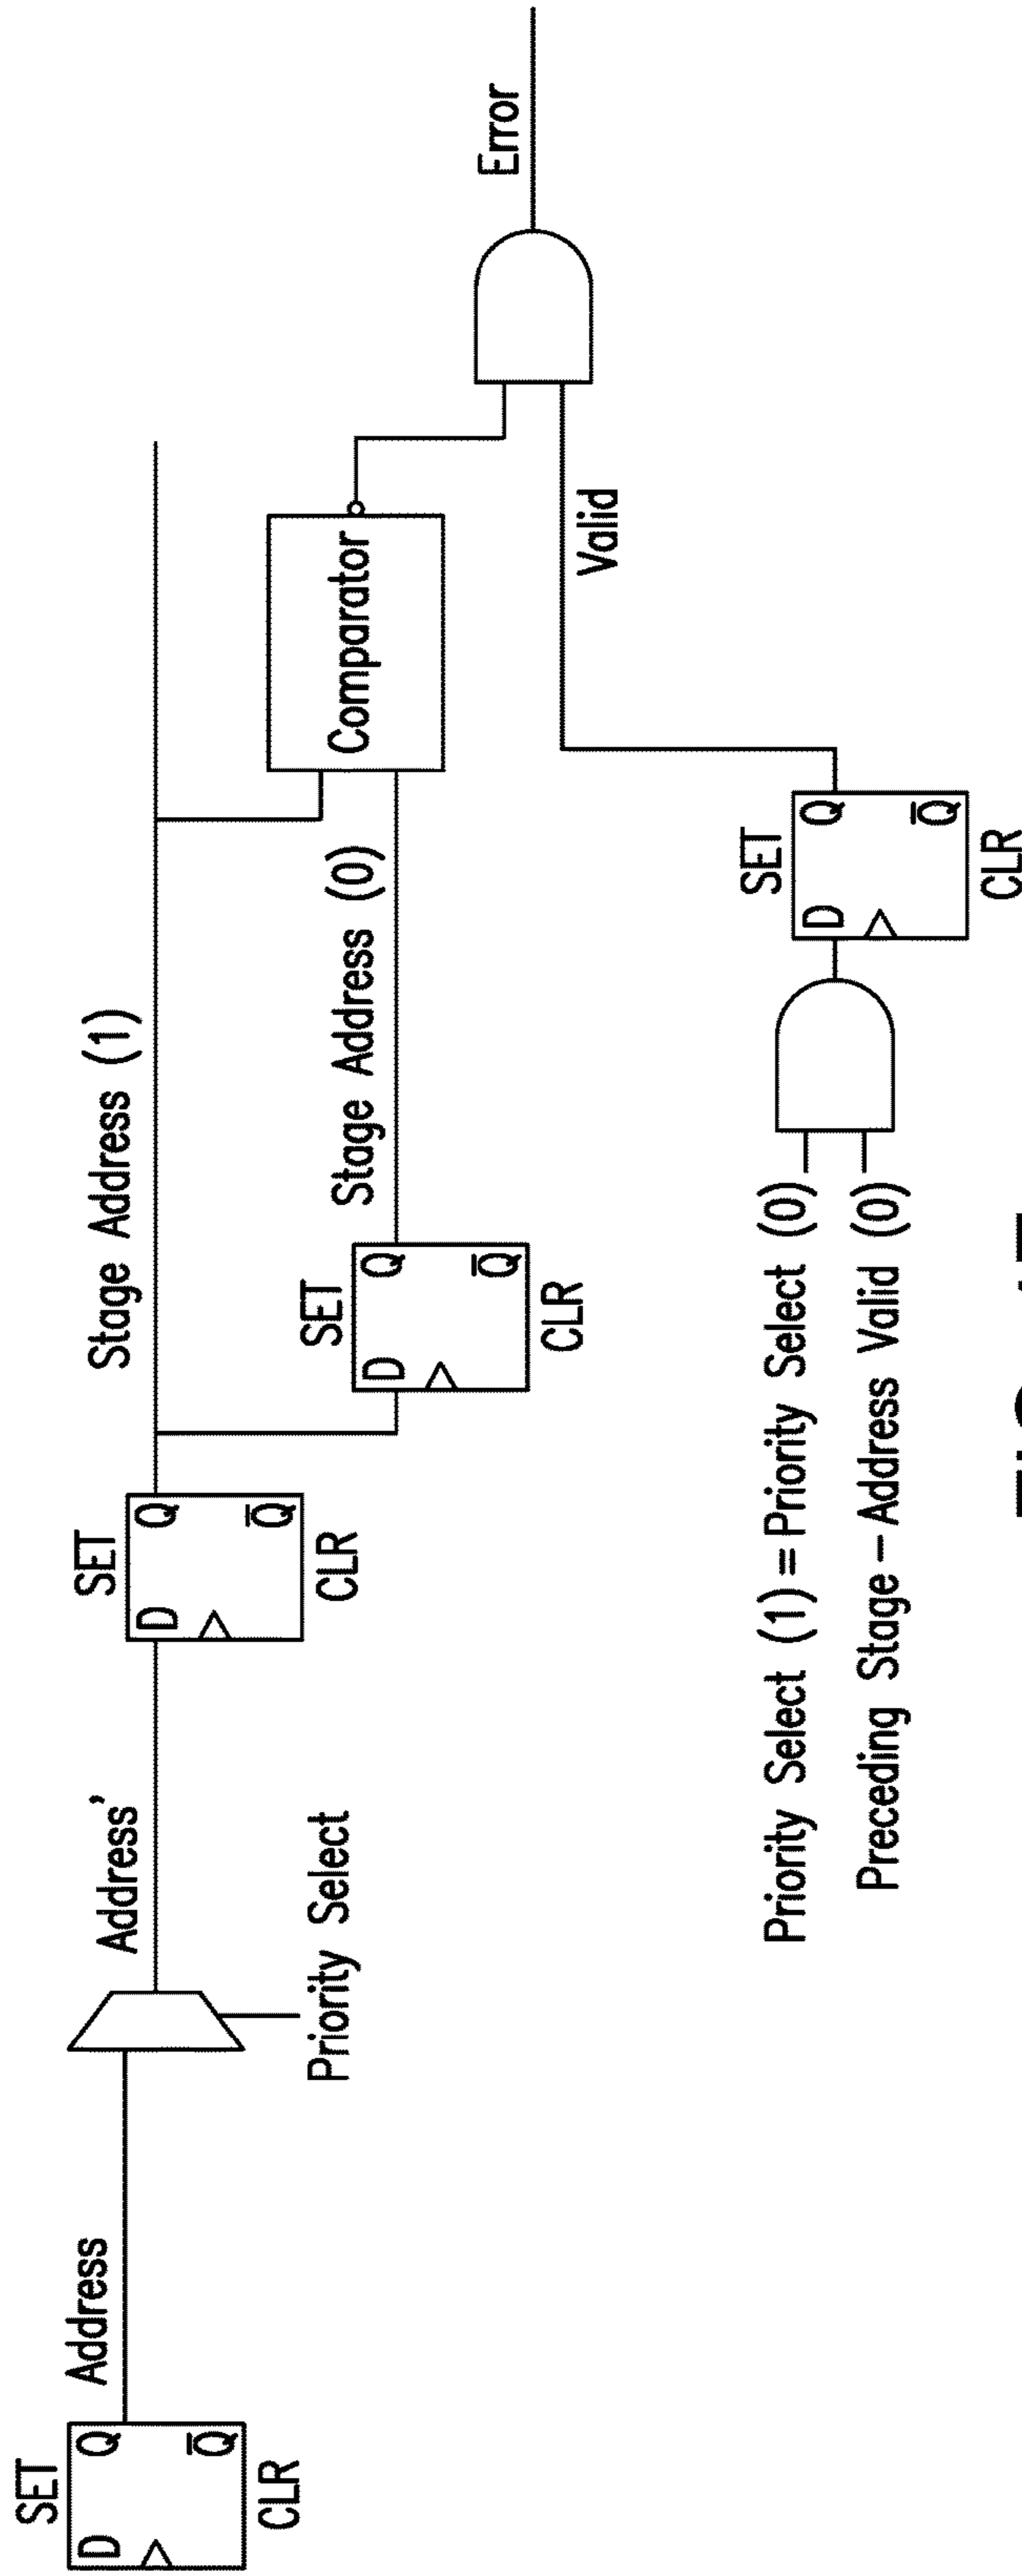 SET
D Q
Q̅
CLR
Address
Priority Select
Address'
SET
D Q
Q̅
CLR
Stage Address (1)
SET
D Q
Q̅
CLR
Stage Address (0)
Comparator
Error
Priority Select (1) = Priority Select (0)
Preceding Stage – Address Valid (0)
SET
D Q
Q̅
CLR
Valid